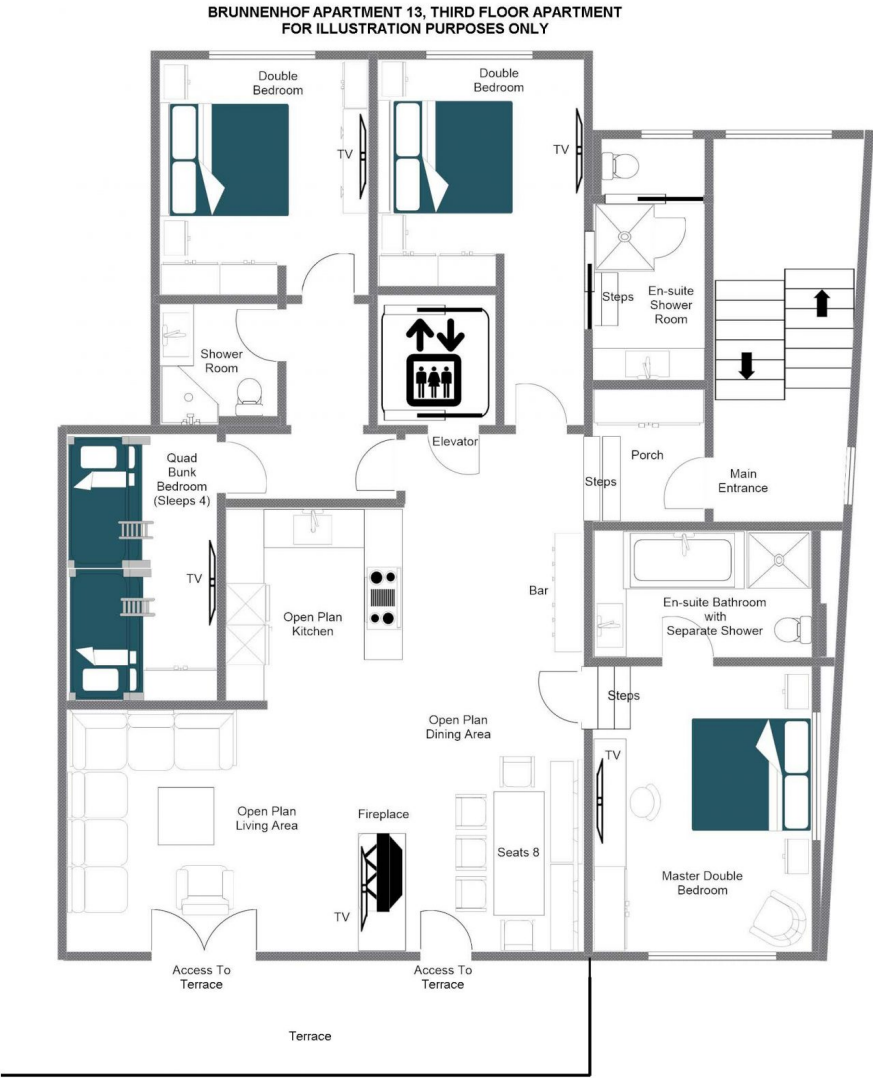 BRUNNENHOF APARTMENT 13, THIRD FLOOR APARTMENT
FOR ILLUSTRATION PURPOSES ONLY
Double
Bedroom
Double
Bedroom
TV
TV
Steps
En-suite
Shower
Room
Shower
Room
Elevator
Quad
Bunk
Bedroom
(Sleeps 4)
TV
Porch
Steps
Main
Entrance
Open Plan
Kitchen
Bar
En-suite Bathroom
with
Separate Shower
Steps
Open Plan
Dining Area
TV
Open Plan
Living Area
Fireplace
Seats 8
Master Double
Bedroom
TV
Access To
Terrace
Access To
Terrace
Terrace